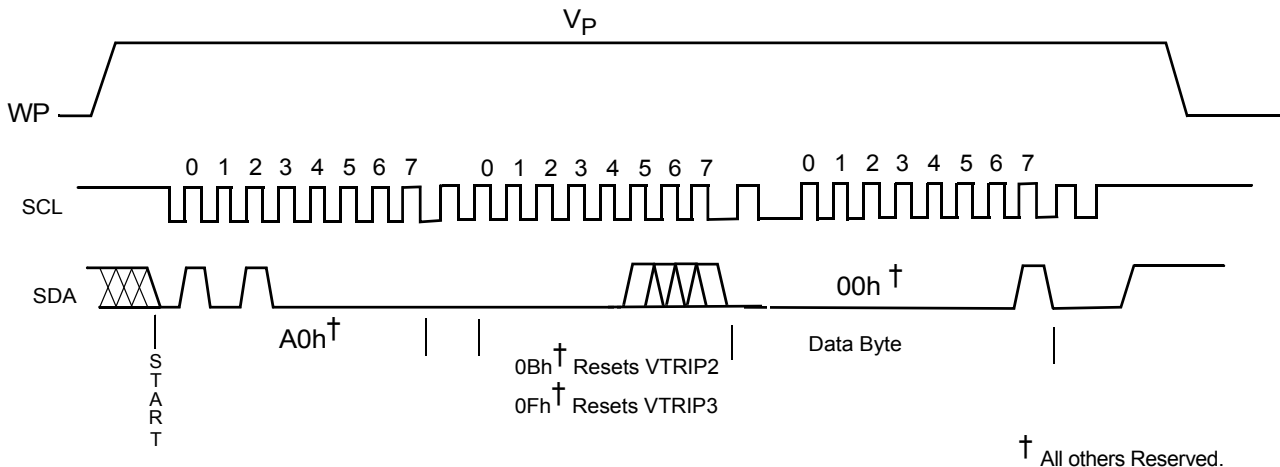 VP
WP
0 1 2 3 4 5 6 7 0 1 2 3 4 5 6 7 0 1 2 3 4 5 6 7
SCL
SDA
00h †
A0h†
Data Byte
START
0Bh† Resets VTRIP2
0Fh† Resets VTRIP3
† All others Reserved.